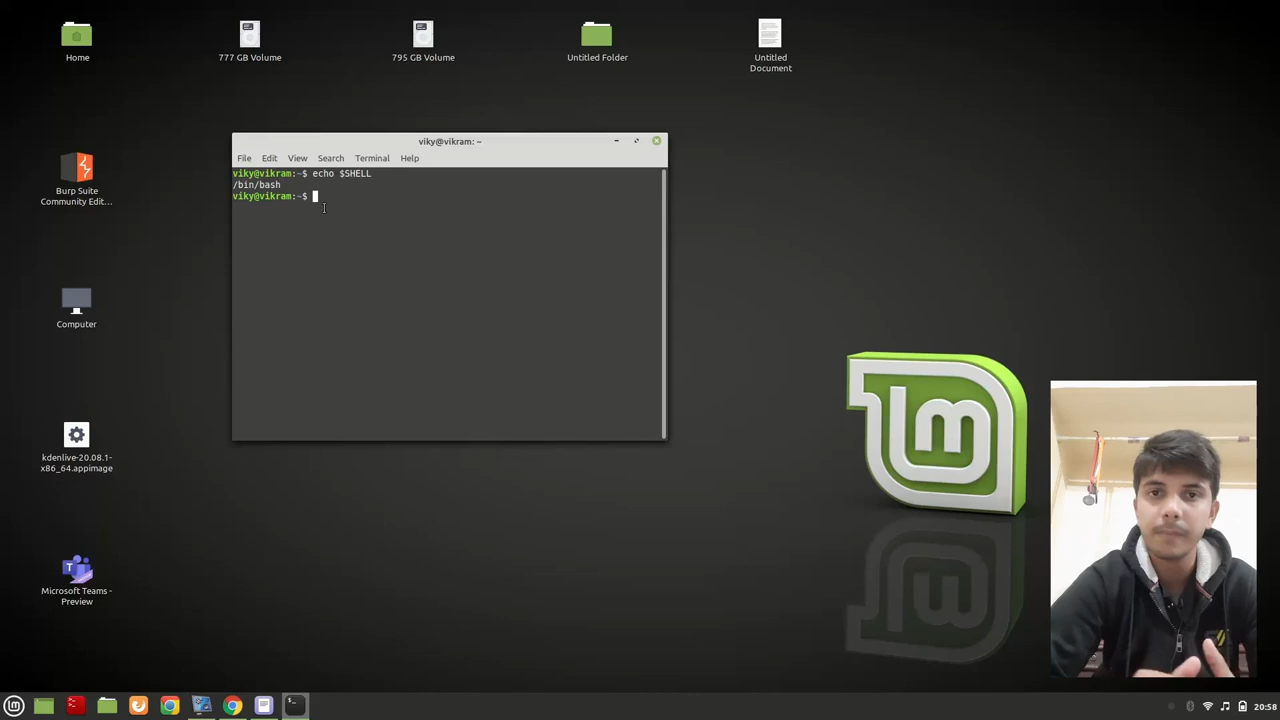 Home
777 GB Volume
795 GB Volume
Untitled Folder
Untitled
Document
Burp Suite
Community Edit...
Computer
kdenlive-20.08.1-
x86_64.appimage
Microsoft Teams -
Preview
viky@vikram: ~
File Edit View Search Terminal Help
viky@vikram:~$ echo $SHELL
/bin/bash
viky@vikram:~$
20:58